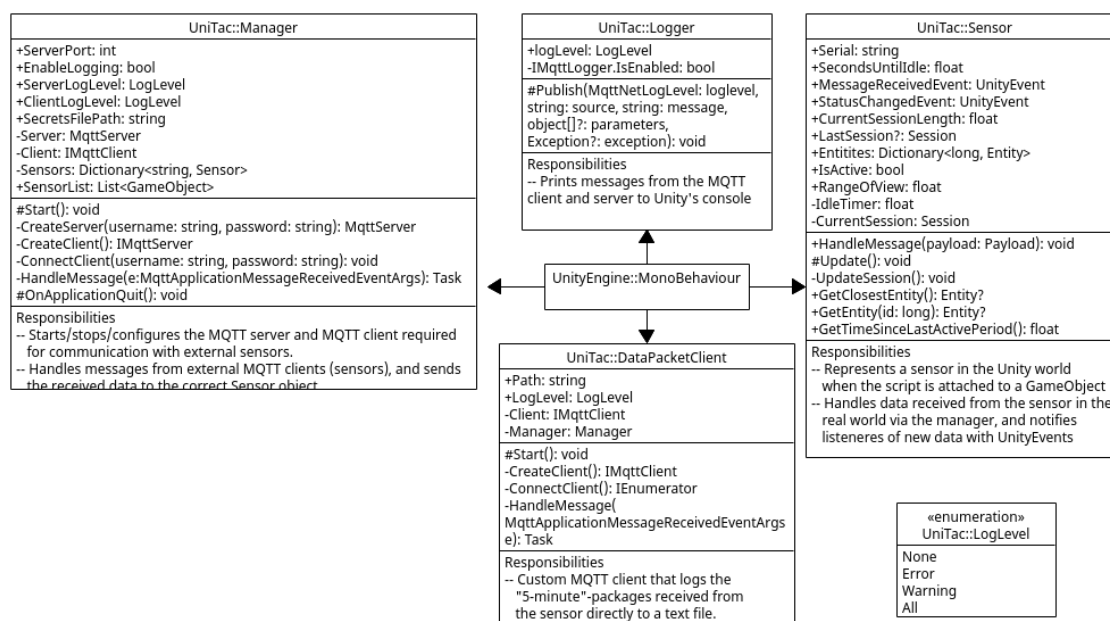 UniTac::Manager
+ServerPort: int
+EnableLogging: bool
+ServerLogLevel: LogLevel
+ClientLogLevel: LogLevel
+SecretsFilePath: string
-Server: MqttServer
-Client: IMqttClient
-Sensors: Dictionary<string, Sensor>
+SensorList: List<GameObject>
#Start(): void
-CreateServer(username: string, password: string): MqttServer
-CreateClient(): IMqttServer
-ConnectClient(username: string, password: string): void
-HandleMessage(e:MqttApplicationMessageReceivedEventArgs): Task
#OnApplicationQuit(): void
Responsibilities
-- Starts/stops/configures the MQTT server and MQTT client required
for communication with external sensors.
-- Handles messages from external MQTT clients (sensors), and sends
the received data to the correct Sensor object
UniTac::Logger
+logLevel: LogLevel
-IMqttLogger.IsEnabled: bool
#Publish(MqttNetLogLevel: loglevel,
string: source, string: message,
object[]?: parameters,
Exception?: exception): void
Responsibilities
-- Prints messages from the MQTT
client and server to Unity's console
UnityEngine::MonoBehaviour
UniTac::DataPacketClient
+Path: string
+LogLevel: LogLevel
-Client: IMqttClient
-Manager: Manager
#Start(): void
-CreateClient(): IMqttClient
-ConnectClient(): IEnumerator
-HandleMessage(
MqttApplicationMessageReceivedEventArgs
e): Task
Responsibilities
-- Custom MQTT client that logs the
"5-minute"-packages received from
the sensor directly to a text file.
UniTac::Sensor
+Serial: string
+SecondsUntilIdle: float
+MessageReceivedEvent: UnityEvent
+StatusChangedEvent: UnityEvent
+CurrentSessionLength: float
+LastSession?: Session
+Entitites: Dictionary<long, Entity>
+IsActive: bool
+RangeOfView: float
-IdleTimer: float
-CurrentSession: Session
+HandleMessage(payload: Payload): void
#Update(): void
-UpdateSession(): void
+GetClosestEntity(): Entity?
+GetEntity(id: long): Entity?
+GetTimeSinceLastActivePeriod(): float
Responsibilities
-- Represents a sensor in the Unity world
when the script is attached to a GameObject
-- Handles data received from the sensor in the
real world via the manager, and notifies
listeneres of new data with UnityEvents
«enumeration»
UniTac::LogLevel
None
Error
Warning
All